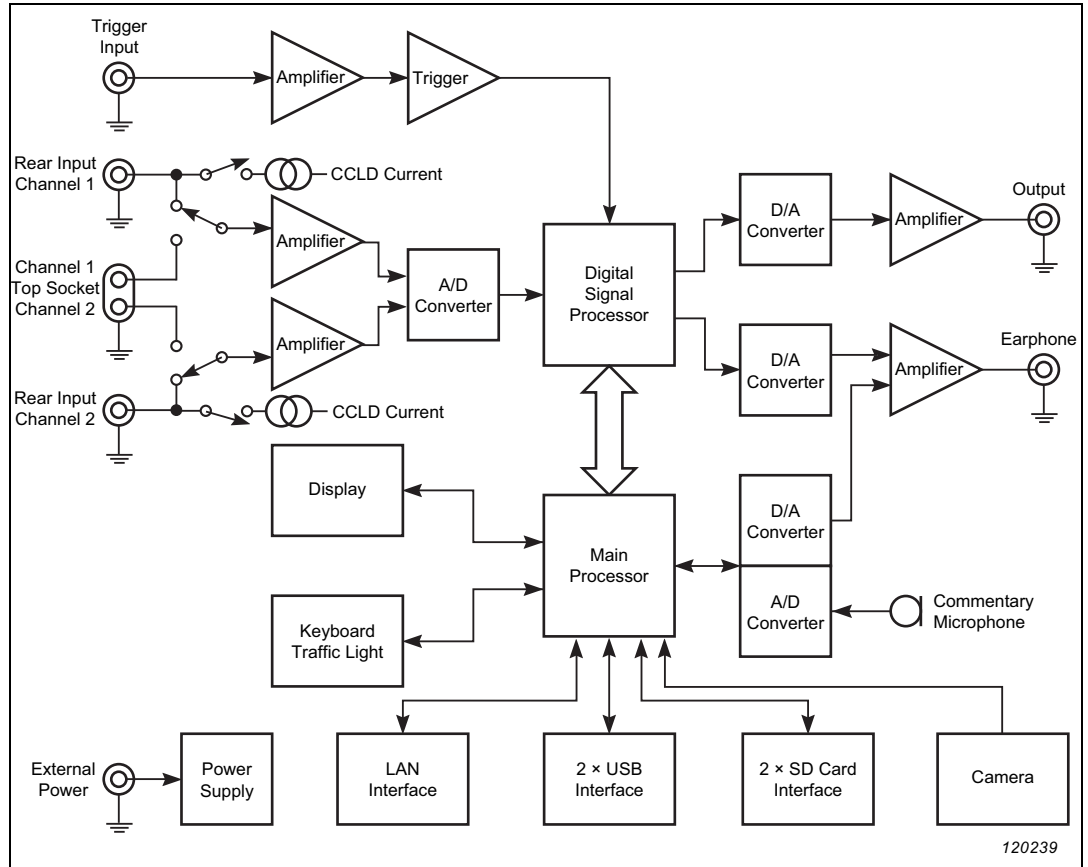 Trigger
Input
Amplifier
Trigger
Rear Input
Channel 1
CCLD Current
Amplifier
Channel 1
Top Socket
Channel 2
A/D
Converter
Amplifier
Rear Input
Channel 2
CCLD Current
Digital
Signal
Processor
D/A
Converter
Amplifier
Output
D/A
Converter
Amplifier
Earphone
Display
Main
Processor
D/A
Converter
A/D
Converter
Commentary
Microphone
Keyboard
Traffic Light
External
Power
Power
Supply
LAN
Interface
2 × USB
Interface
2 × SD Card
Interface
Camera
120239